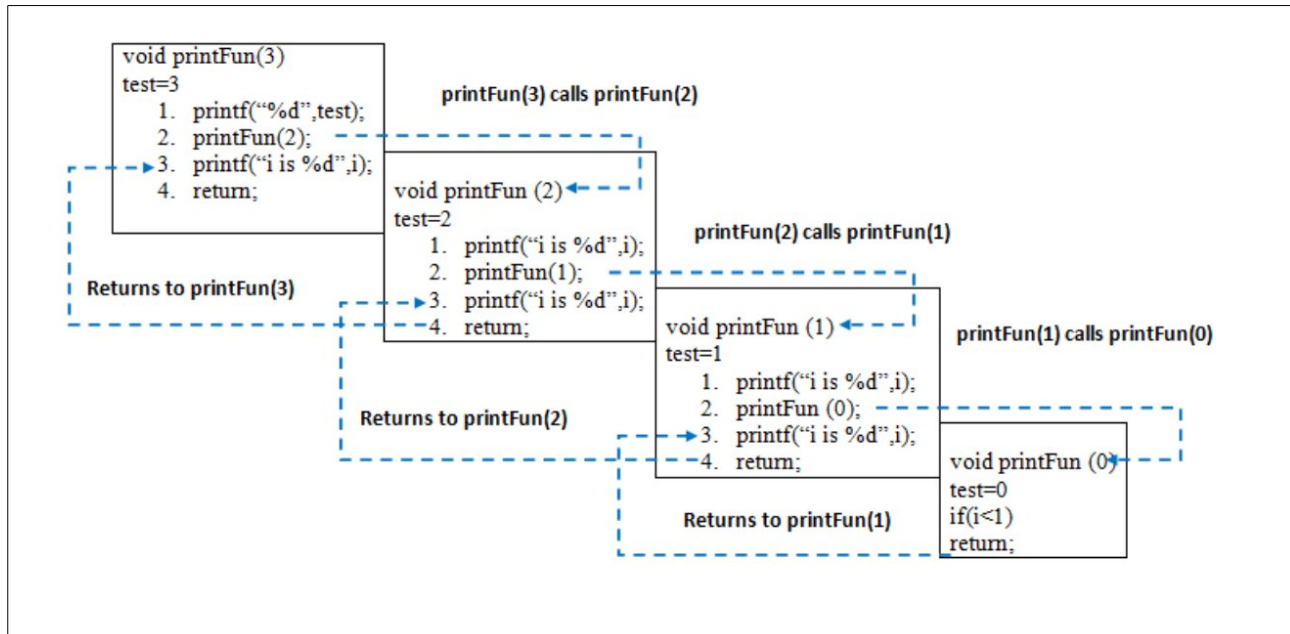 void printFun(3)
test=3
1. printf(“%d”,test);
2. printFun(2);
3. printf(“i is %d”,i);
4. return;
printFun(3) calls printFun(2)
void printFun (2)
test=2
1. printf(“i is %d”,i);
2. printFun(1);
3. printf(“i is %d”,i);
4. return;
Returns to printFun(3)
printFun(2) calls printFun(1)
void printFun (1)
test=1
1. printf(“i is %d”,i);
2. printFun (0);
3. printf(“i is %d”,i);
4. return;
Returns to printFun(2)
printFun(1) calls printFun(0)
void printFun (0)
test=0
if(i<1)
return;
Returns to printFun(1)